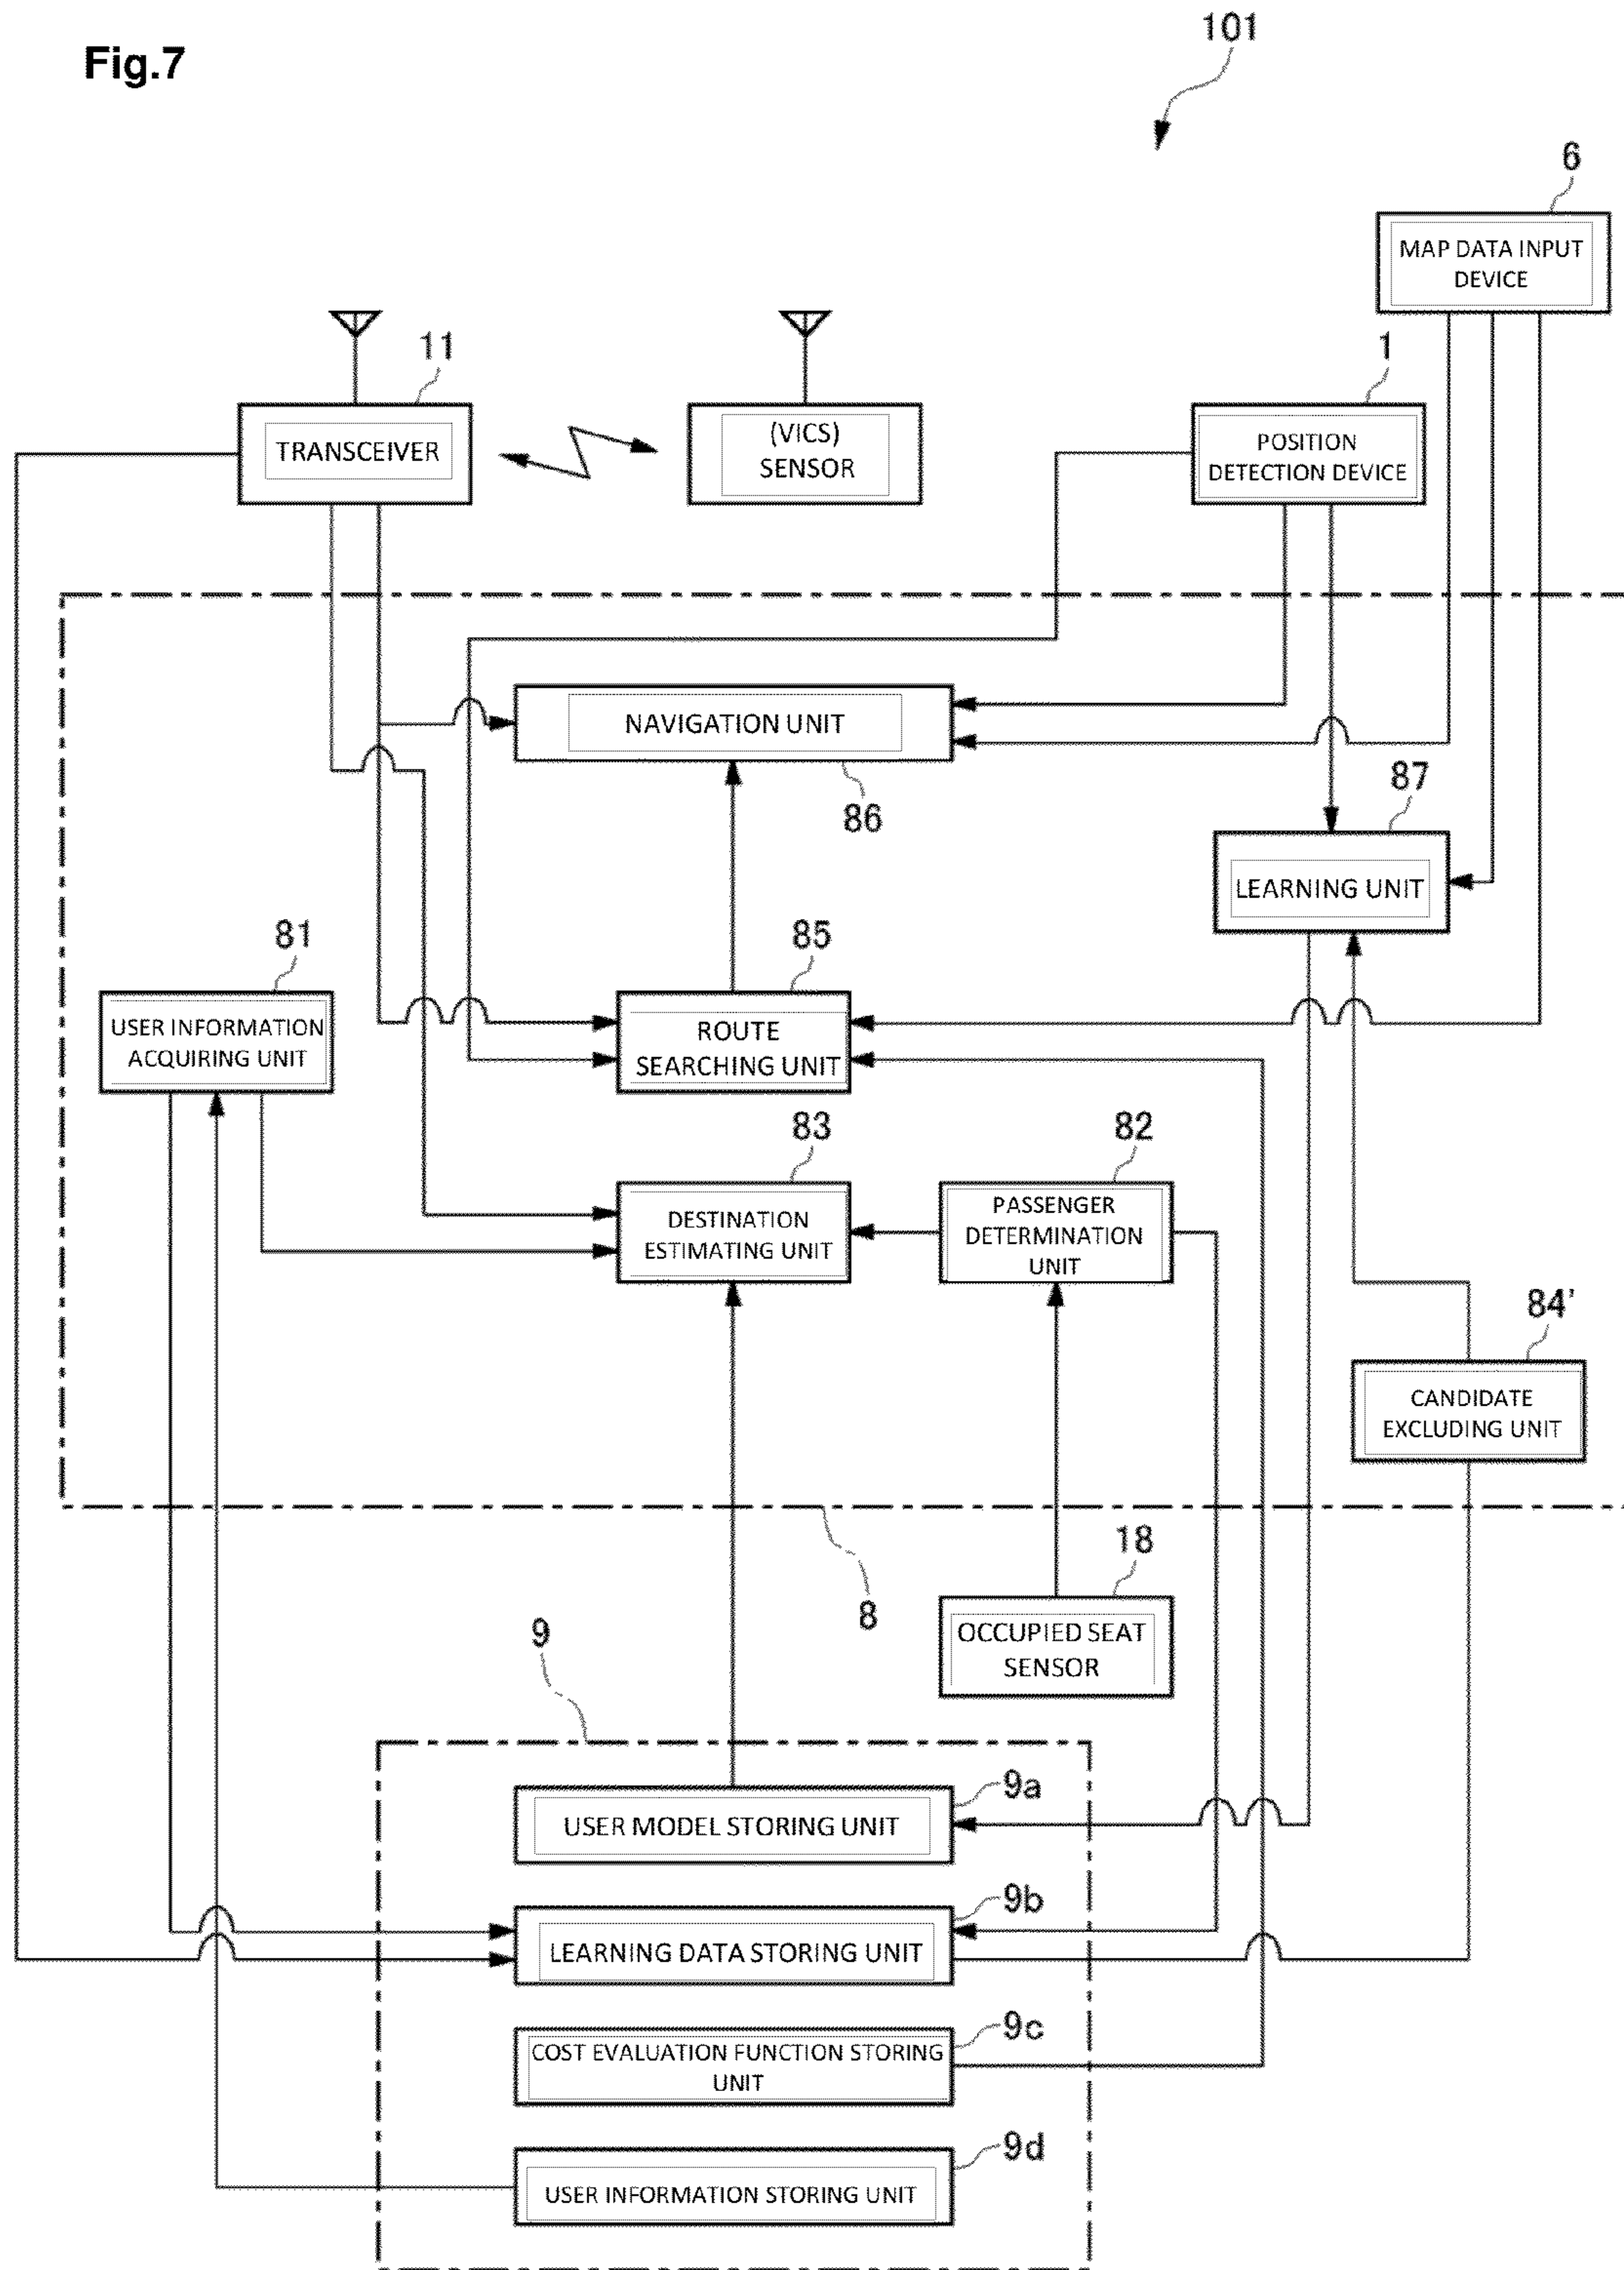 Fig.7
101
6
MAP DATA INPUT
DEVICE
11
TRANSCEIVER
(VICS)
SENSOR
1
POSITION
DETECTION DEVICE
NAVIGATION UNIT
86
87
LEARNING UNIT
81
USER INFORMATION
ACQUIRING UNIT
85
ROUTE
SEARCHING UNIT
83
DESTINATION
ESTIMATING UNIT
82
PASSENGER
DETERMINATION
UNIT
84'
CANDIDATE
EXCLUDING UNIT
8
18
OCCUPIED SEAT
SENSOR
9
9a
USER MODEL STORING UNIT
9b
LEARNING DATA STORING UNIT
9c
COST EVALUATION FUNCTION STORING
UNIT
9d
USER INFORMATION STORING UNIT